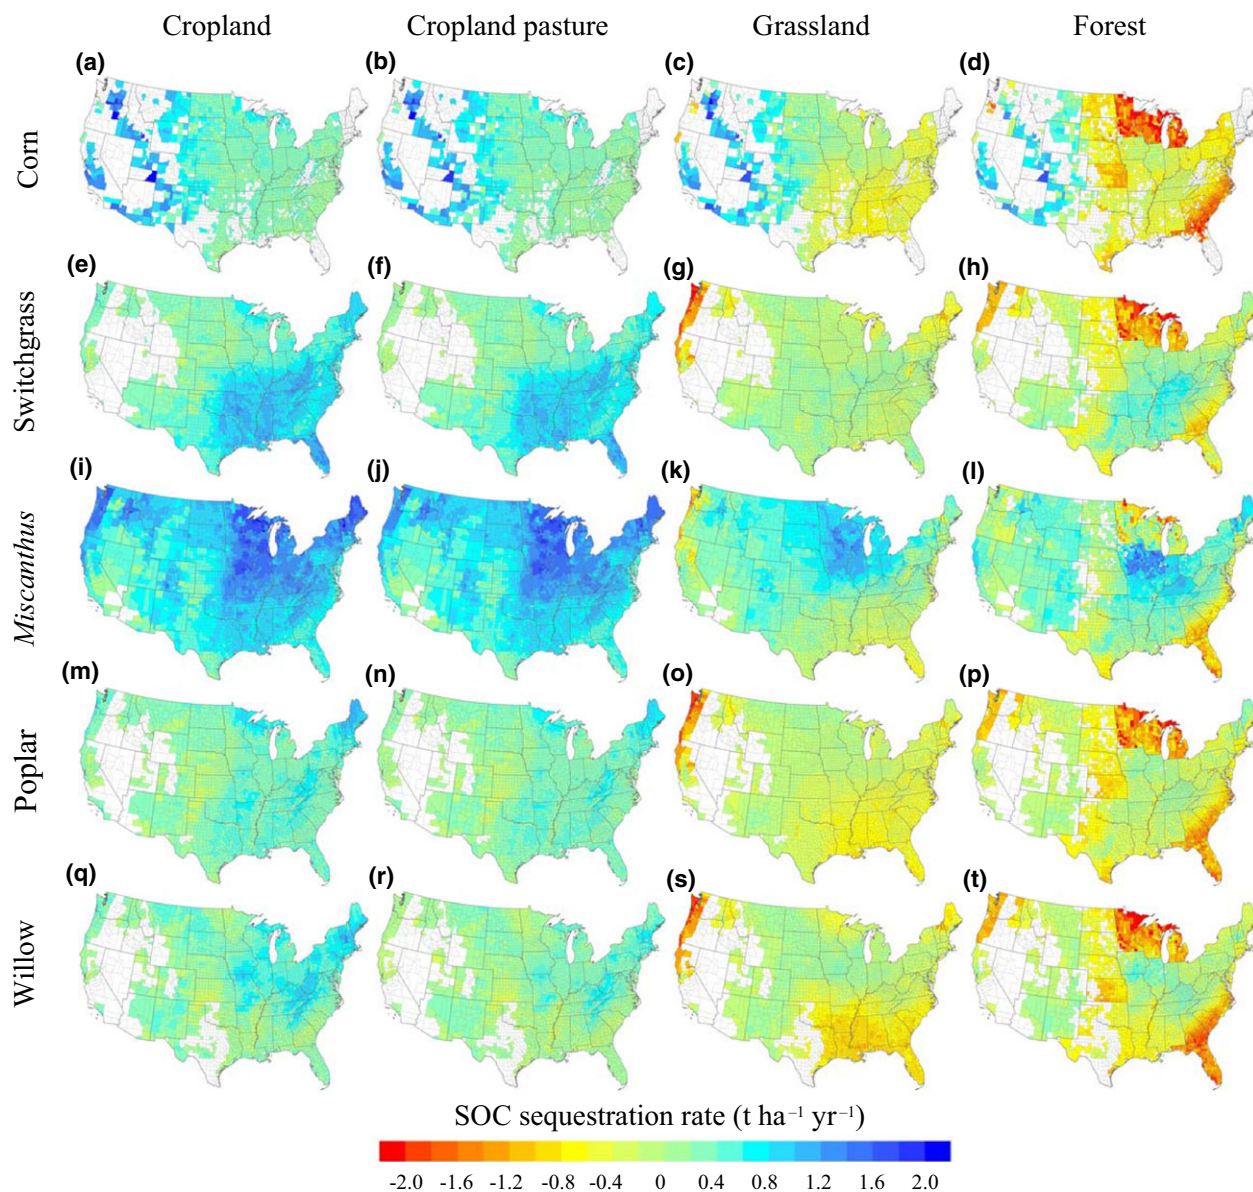 Cropland Cropland pasture Grassland Forest
(a) (b) (c) (d)
Corn
(e) (f) (g) (h)
Switchgrass
(i) (j) (k) (l)
Miscanthus
(m) (n) (o) (p)
Poplar
(q) (r) (s) (t)
Willow
SOC sequestration rate (t ha⁻¹ yr⁻¹)
-2.0 -1.6 -1.2 -0.8 -0.4 0 0.4 0.8 1.2 1.6 2.0